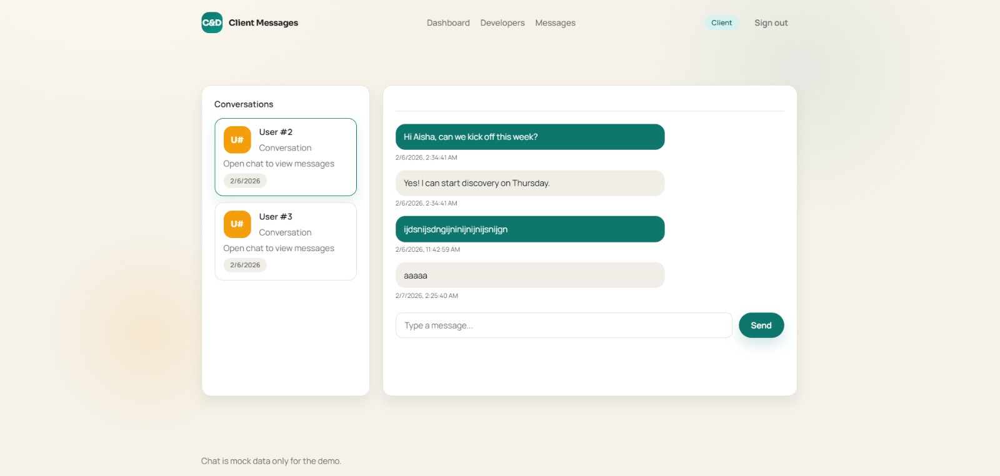 C&D Client Messages
Dashboard Developers Messages
Client Sign out
Conversations
U# User #2
Conversation
Open chat to view messages
2/6/2026
U# User #3
Conversation
Open chat to view messages
2/6/2026
Hi Aisha, can we kick off this week?
2/6/2026, 2:34:41 AM
Yes! I can start discovery on Thursday.
2/6/2026, 2:34:41 AM
ijdsnijsdngijninijnijnijsnijgn
2/6/2026, 11:42:59 AM
aaaaa
2/7/2026, 2:25:40 AM
Type a message...
Send
Chat is mock data only for the demo.